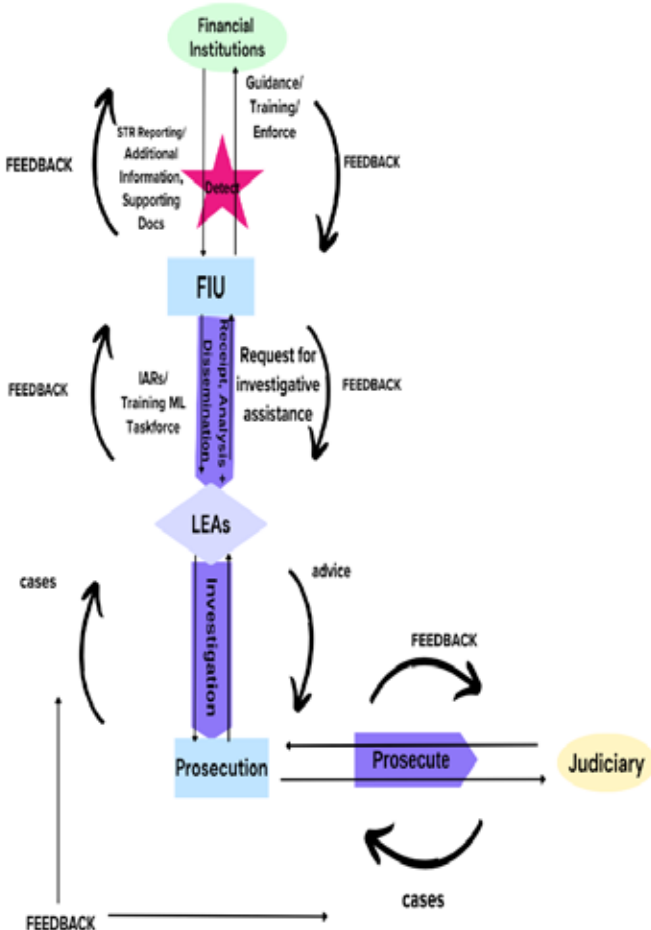 Financial
Institutions
Guidance/
Training/
Enforce
STR Reporting/
Additional
Information,
Supporting
Docs
FEEDBACK
Detect
FEEDBACK
FIU
Receipt, Analysis +
Dissemination
IARs/
Training ML
Taskforce
FEEDBACK
Request for
investigative
assistance
FEEDBACK
LEAs
cases
advice
Investigation
FEEDBACK
Prosecution
Prosecute
Judiciary
cases
FEEDBACK